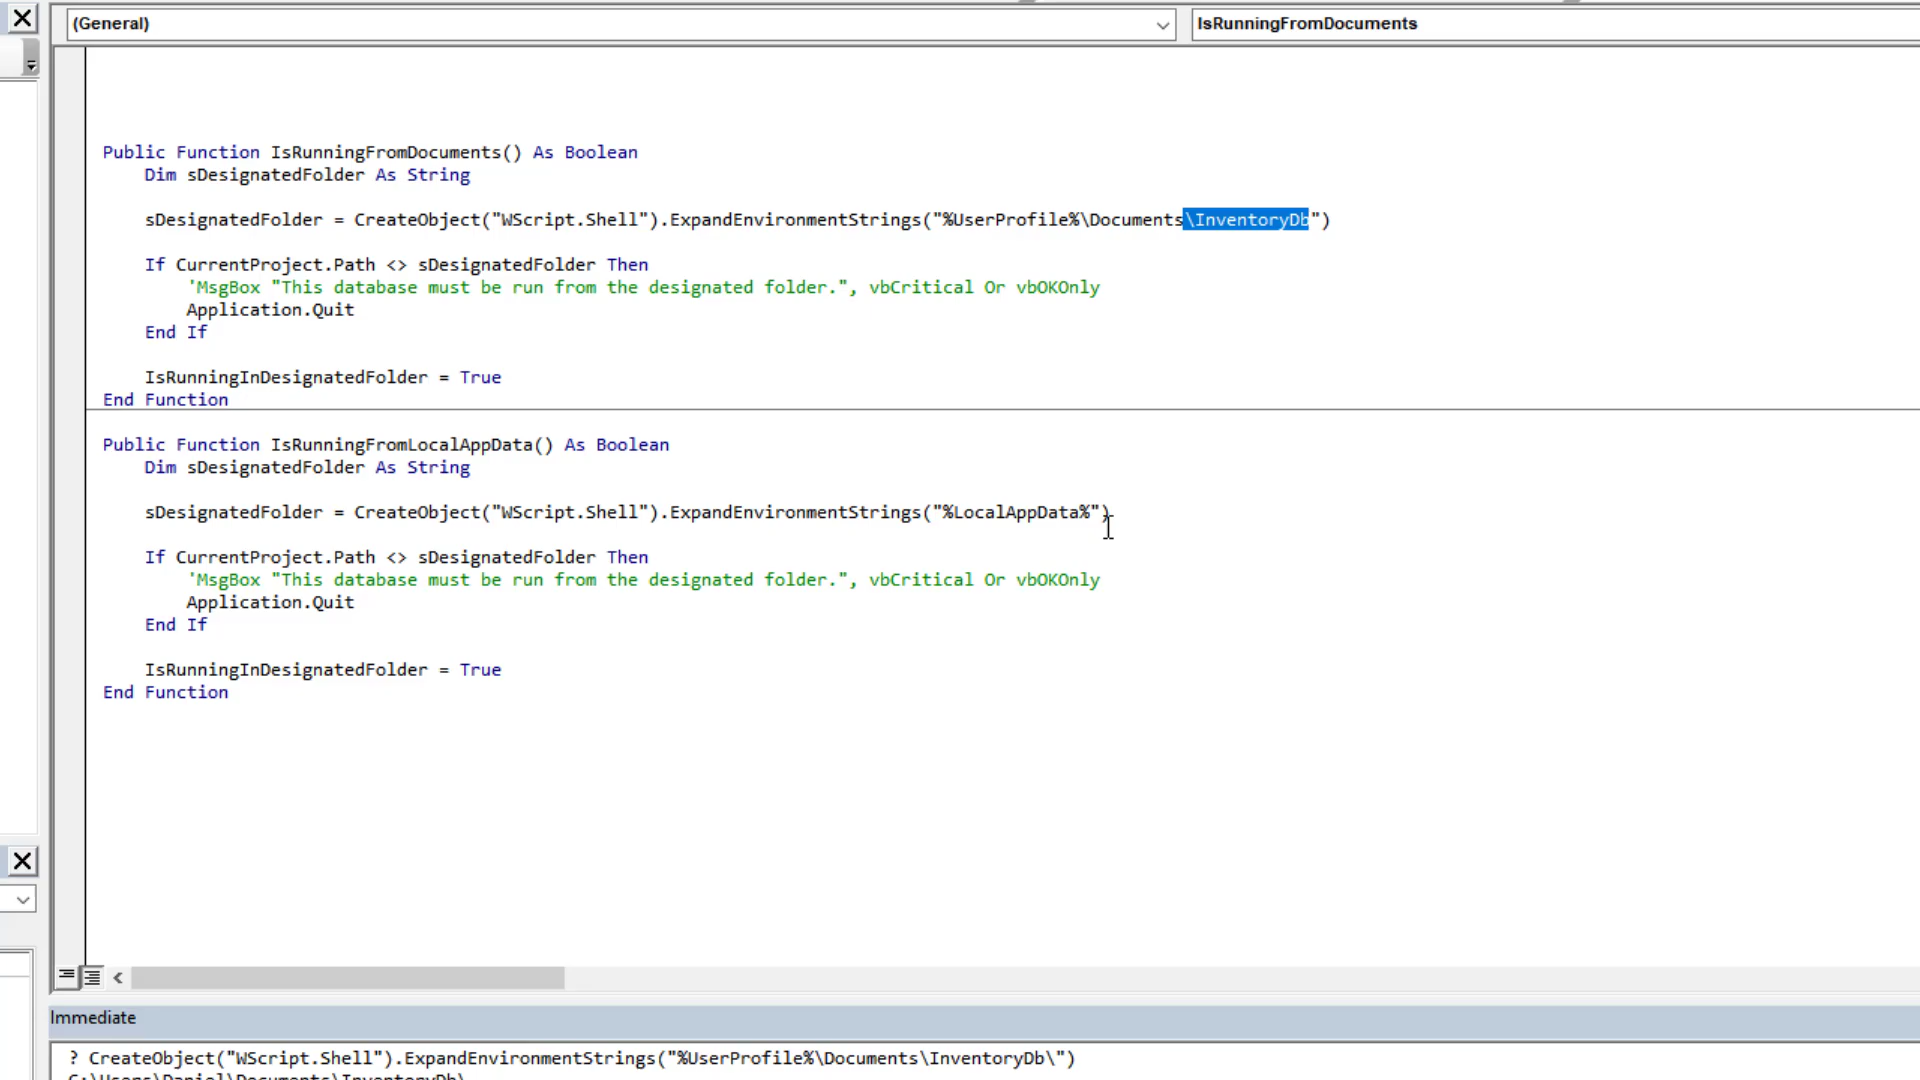 (General)
IsRunningFromDocuments
Public Function IsRunningFromDocuments() As Boolean
Dim sDesignatedFolder As String
sDesignatedFolder = CreateObject("WScript.Shell").ExpandEnvironmentStrings("%UserProfile%\Documents\InventoryDb")
If CurrentProject.Path <> sDesignatedFolder Then
'MsgBox "This database must be run from the designated folder.", vbCritical Or vbOKOnly
Application.Quit
End If
IsRunningInDesignatedFolder = True
End Function
Public Function IsRunningFromLocalAppData() As Boolean
Dim sDesignatedFolder As String
sDesignatedFolder = CreateObject("WScript.Shell").ExpandEnvironmentStrings("%LocalAppData%")
If CurrentProject.Path <> sDesignatedFolder Then
'MsgBox "This database must be run from the designated folder.", vbCritical Or vbOKOnly
Application.Quit
End If
IsRunningInDesignatedFolder = True
End Function
Immediate
? CreateObject("WScript.Shell").ExpandEnvironmentStrings("%UserProfile%\Documents\InventoryDb\")
C:\Users\Daniel\Documents\InventoryDb\